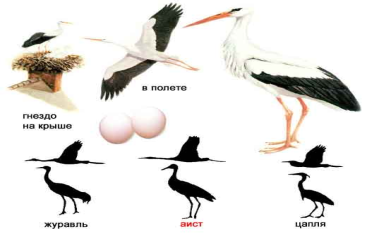 в полете
гнездо
на крыше
журавль
аист
цапля